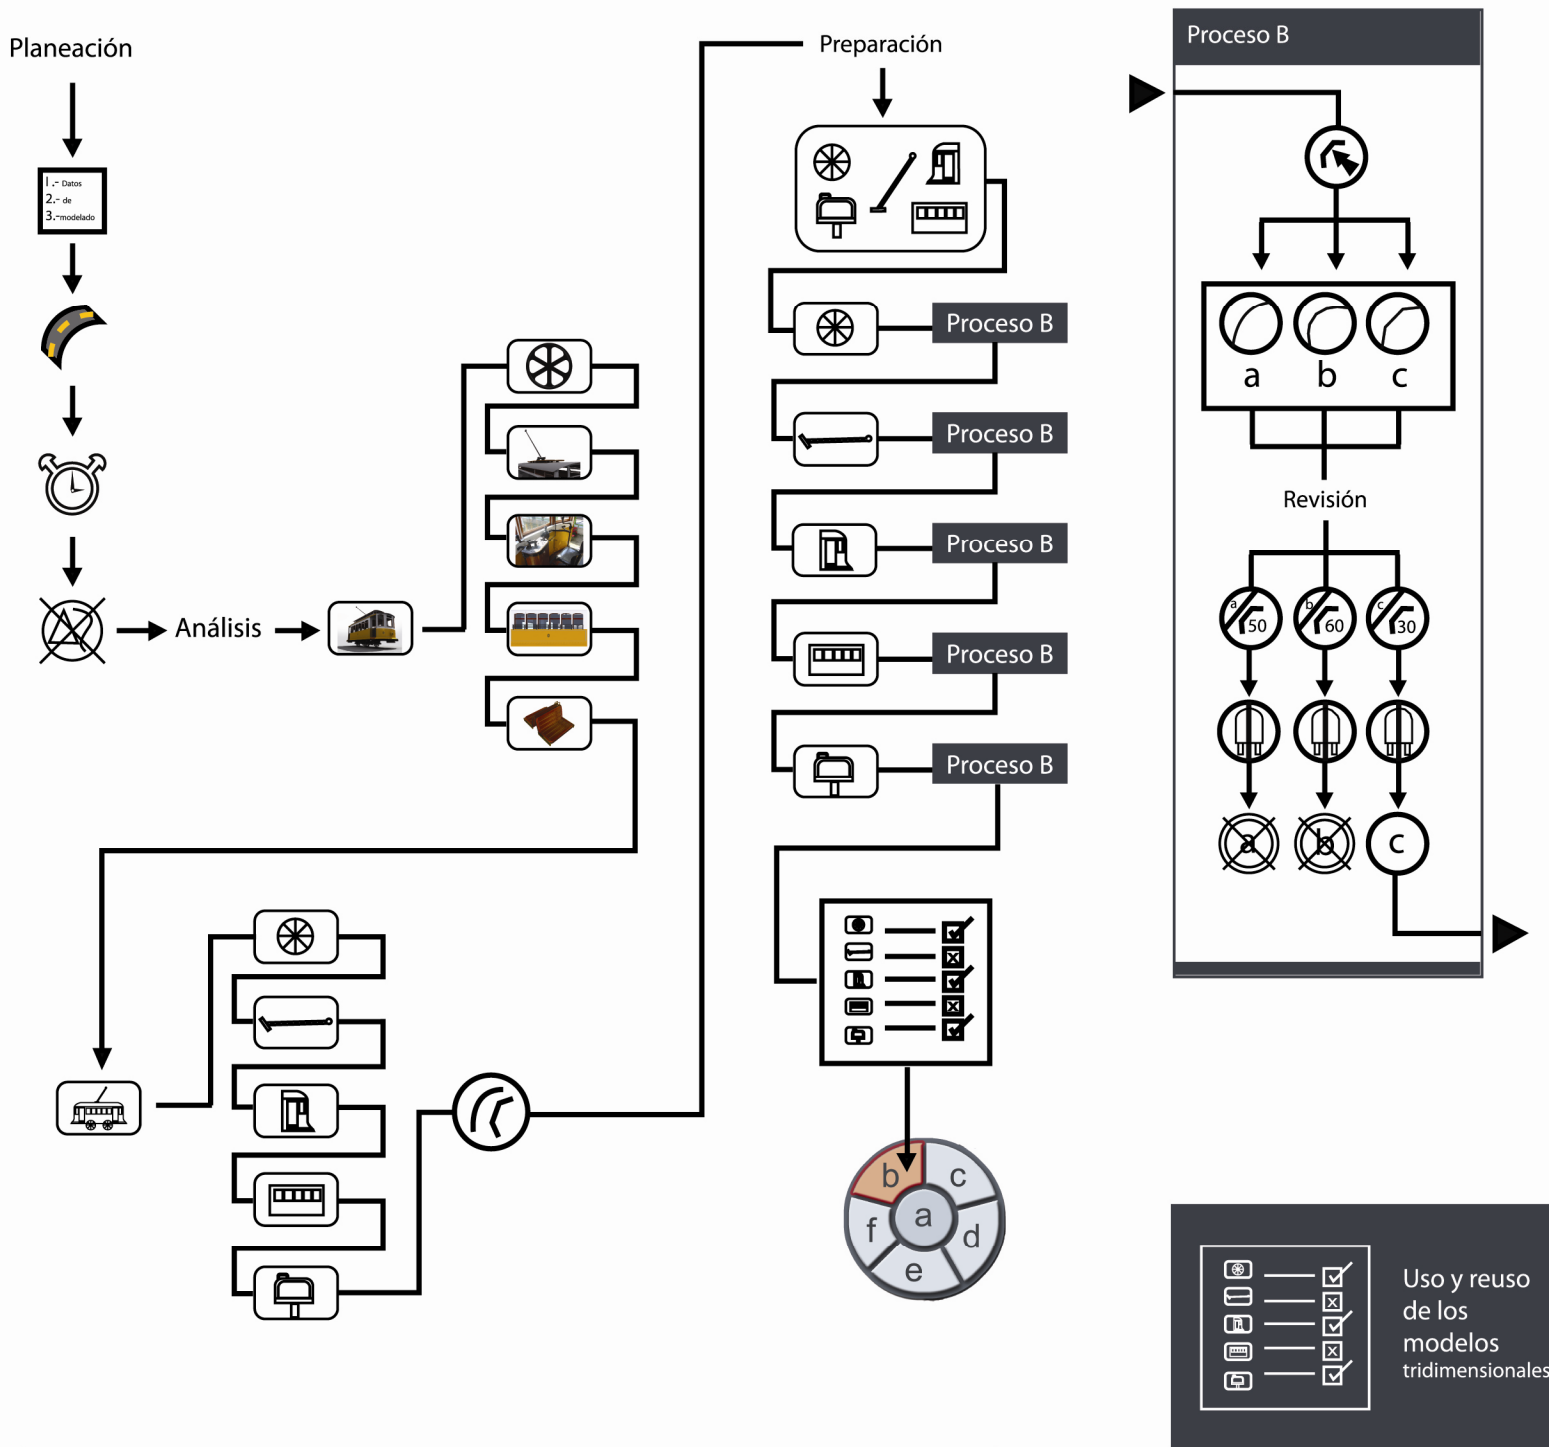 Planeación
1.- Datos
2.- de
3.-modelado
Análisis
Preparación
Proceso B
Proceso B
Proceso B
Proceso B
Proceso B
b
c
a
f
d
e
Proceso B
a b c
Revisión
a
50
b
60
c
30
a
b
c
Uso y reuso
de los
modelos
tridimensionales